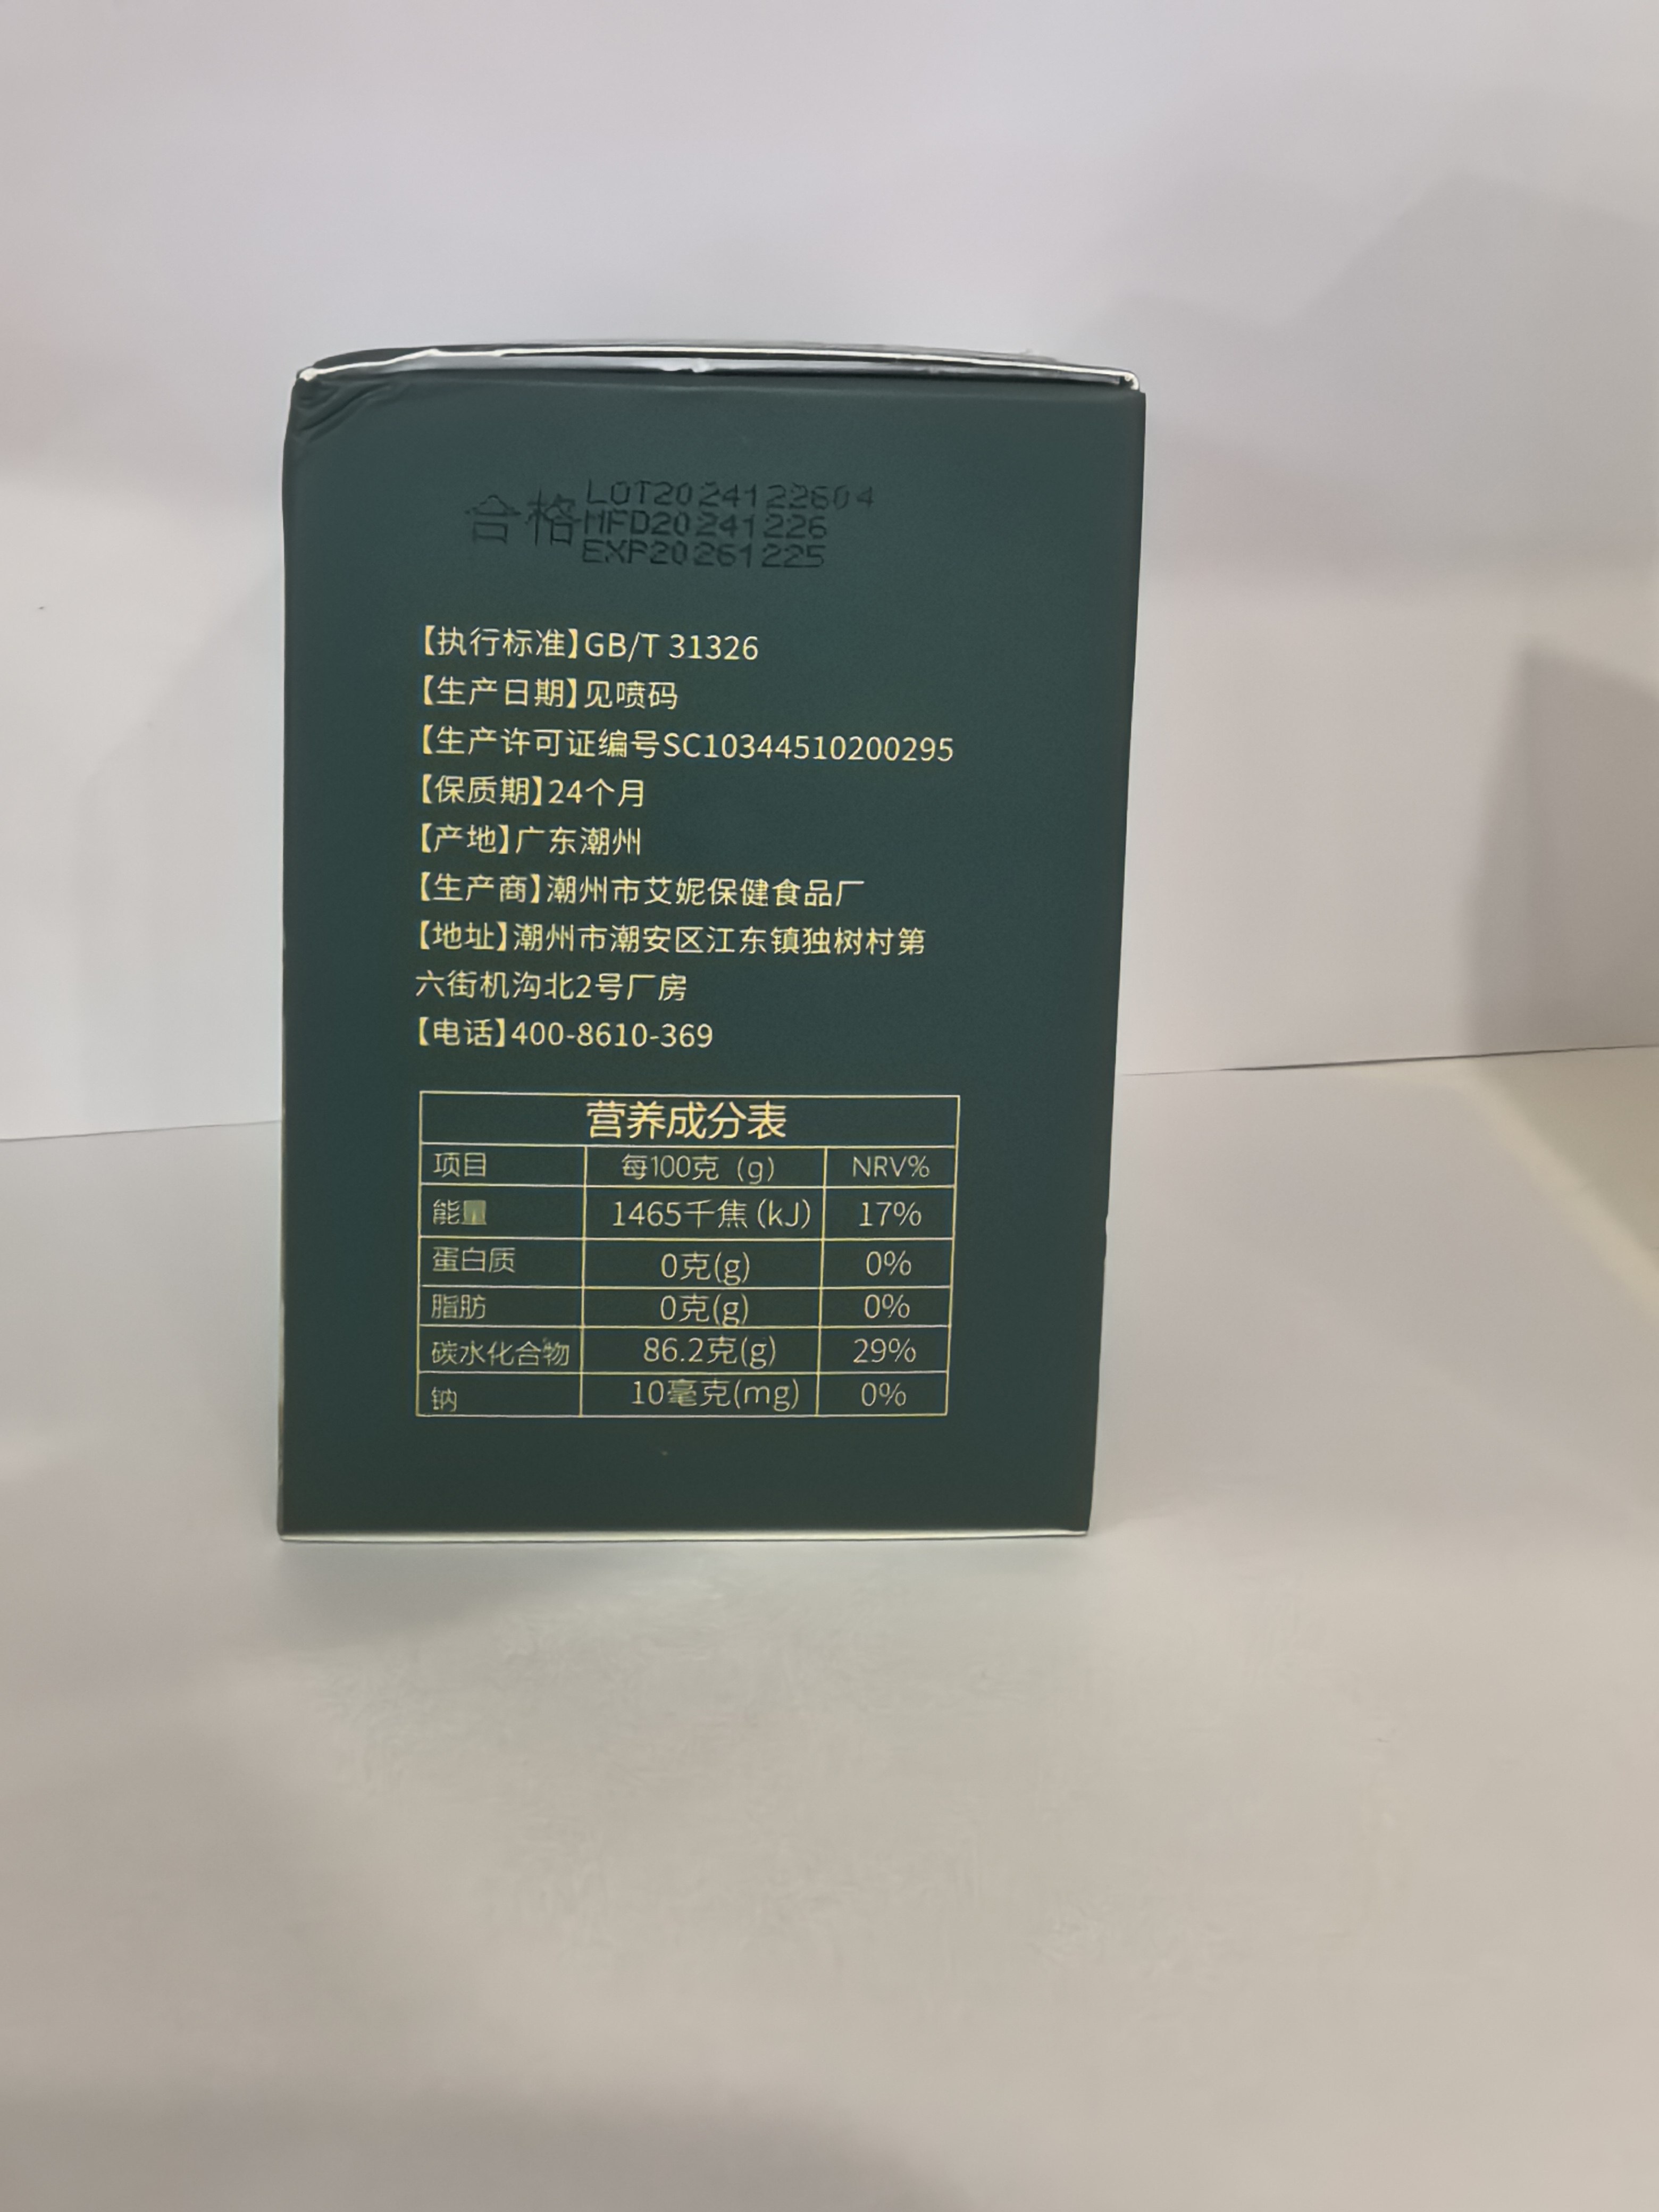 合格
LOT2024122604
MFD20241226
EXP20261225
【执行标准】GB/T 31326
【生产日期】见喷码
【生产许可证编号SC10344510200295
【保质期】24个月
【产地】广东潮州
【生产商】潮州市艾妮保健食品厂
【地址】潮州市潮安区江东镇独树村第
六街机沟北2号厂房
【电话】400-8610-369
营养成分表
项目 每100克（g） NRV%
能量 1465千焦(kJ) 17%
蛋白质 0克(g) 0%
脂肪 0克(g) 0%
碳水化合物 86.2克(g) 29%
钠 10毫克(mg) 0%